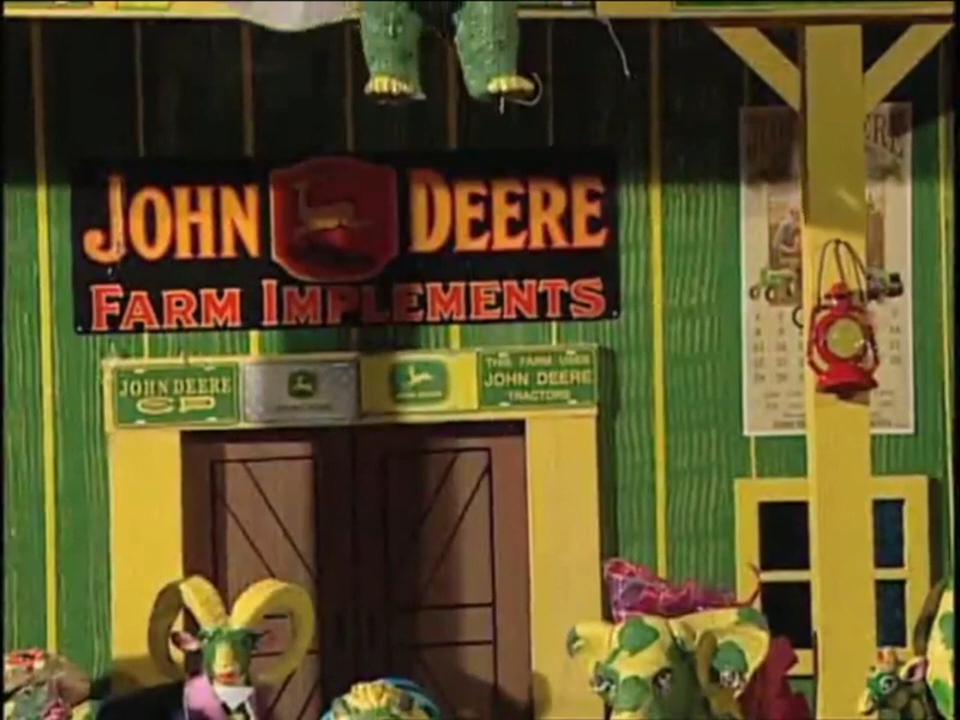 JOHN DEERE
FARM IMPLEMENTS
JOHN DEERE
THIS FARM USES
JOHN DEERE
TRACTORS